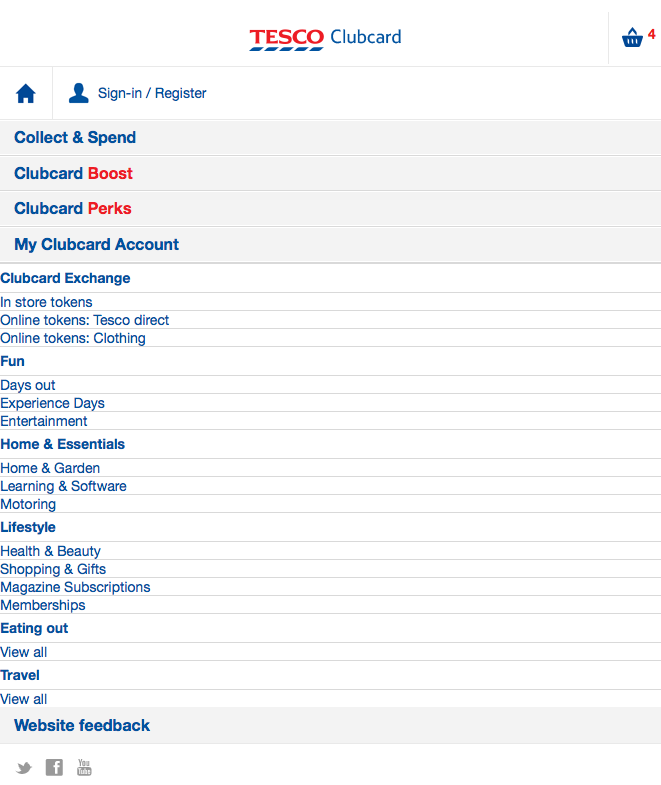 TESCO Clubcard
4
Sign-in / Register
Collect & Spend
Clubcard Boost
Clubcard Perks
My Clubcard Account
Clubcard Exchange
In store tokens
Online tokens: Tesco direct
Online tokens: Clothing
Fun
Days out
Experience Days
Entertainment
Home & Essentials
Home & Garden
Learning & Software
Motoring
Lifestyle
Health & Beauty
Shopping & Gifts
Magazine Subscriptions
Memberships
Eating out
View all
Travel
View all
Website feedback
f
You
Tube